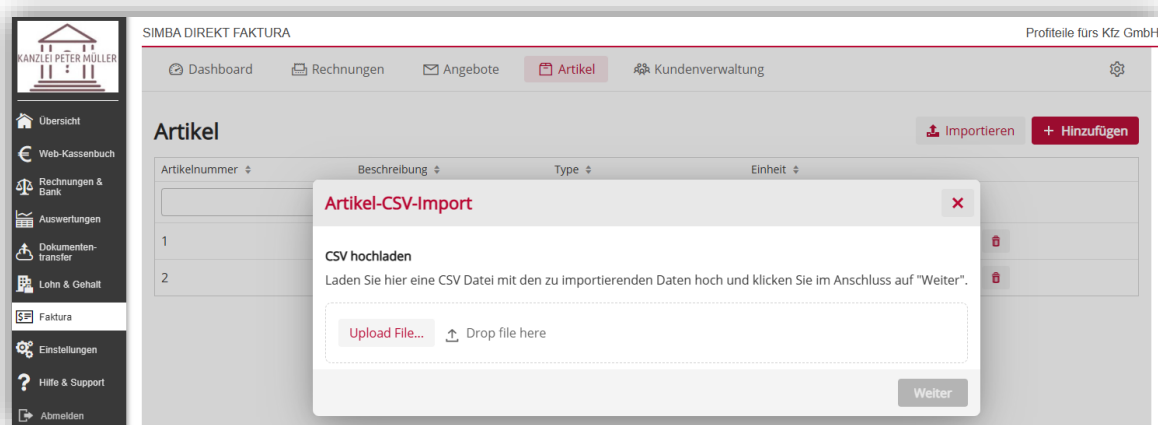 KANZLEI PETER MÜLLER
SIMBA DIREKT FAKTURA
Profiteile fürs Kfz GmbH
Dashboard
Rechnungen
Angebote
Artikel
Kundenverwaltung
Übersicht
Web-Kassenbuch
Rechnungen &
Bank
Auswertungen
Dokumenten-
transfer
Lohn & Gehalt
Faktura
Einstellungen
Hilfe & Support
Abmelden
Artikel
Importieren
+ Hinzufügen
Artikelnummer
Beschreibung
Type
Einheit
1
2
Artikel-CSV-Import
CSV hochladen
Laden Sie hier eine CSV Datei mit den zu importierenden Daten hoch und klicken Sie im Anschluss auf "Weiter".
Upload File...
Drop file here
Weiter